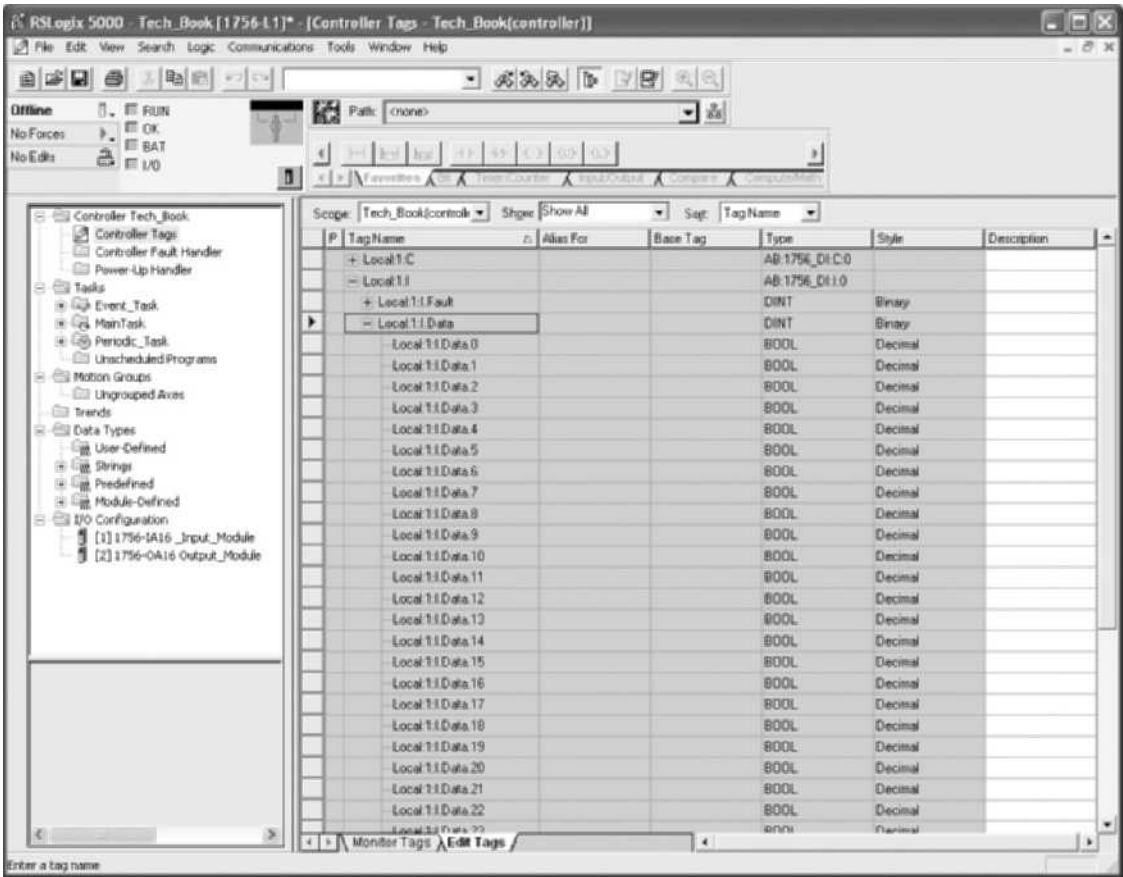 RSLogix 5000 - Tech_Book [1756-L1]* - [Controller Tags - Tech_Book(controller)]
File Edit View Search Logic Communications Tools Window Help
Offline
RUN
No Forces
OK
BAT
No Edits
I/O
Path: <none>
Favorites Bit Timer/Counter Input/Output Compare Compute/Math
Controller Tech_Book
Controller Tags
Controller Fault Handler
Power-Up Handler
Tasks
Event_Task
MainTask
Periodic_Task
Unscheduled Programs
Motion Groups
Ungrouped Axes
Trends
Data Types
User-Defined
Strings
Predefined
Module-Defined
I/O Configuration
[1] 1756-IA16 _Input_Module
[2] 1756-OA16 Output_Module
Scope: Tech_Book(controlle Show: Show All Sort: Tag Name
P Tag Name Alias For Base Tag Type Style Description
Local:1:C AB:1756_DI:C:0
Local:1:I AB:1756_DI:I:0
Local:1:I.Fault DINT Binary
Local:1:I.Data DINT Binary
Local:1:I.Data.0 BOOL Decimal
Local:1:I.Data.1 BOOL Decimal
Local:1:I.Data.2 BOOL Decimal
Local:1:I.Data.3 BOOL Decimal
Local:1:I.Data.4 BOOL Decimal
Local:1:I.Data.5 BOOL Decimal
Local:1:I.Data.6 BOOL Decimal
Local:1:I.Data.7 BOOL Decimal
Local:1:I.Data.8 BOOL Decimal
Local:1:I.Data.9 BOOL Decimal
Local:1:I.Data.10 BOOL Decimal
Local:1:I.Data.11 BOOL Decimal
Local:1:I.Data.12 BOOL Decimal
Local:1:I.Data.13 BOOL Decimal
Local:1:I.Data.14 BOOL Decimal
Local:1:I.Data.15 BOOL Decimal
Local:1:I.Data.16 BOOL Decimal
Local:1:I.Data.17 BOOL Decimal
Local:1:I.Data.18 BOOL Decimal
Local:1:I.Data.19 BOOL Decimal
Local:1:I.Data.20 BOOL Decimal
Local:1:I.Data.21 BOOL Decimal
Local:1:I.Data.22 BOOL Decimal
Local:1:I.Data.23 BOOL Decimal
Monitor Tags Edit Tags
Enter a tag name